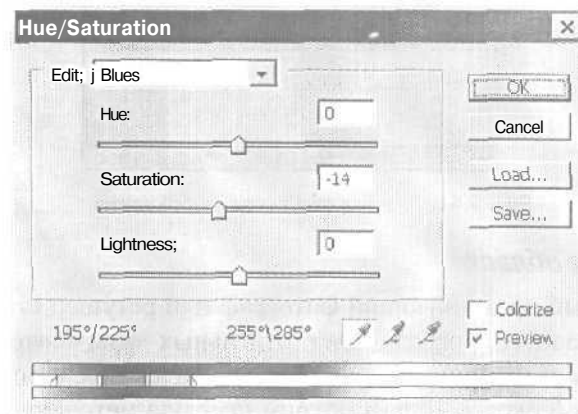 Hue/Saturation
Edit; j Blues
Hue: 0
Saturation: -14
Lightness; 0
OK
Cancel
Load...
Save...
Colorize
Preview
195°/225° 255°\285°